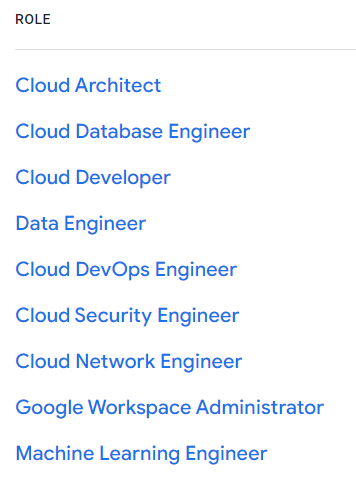 ROLE
Cloud Architect
Cloud Database Engineer
Cloud Developer
Data Engineer
Cloud DevOps Engineer
Cloud Security Engineer
Cloud Network Engineer
Google Workspace Administrator
Machine Learning Engineer